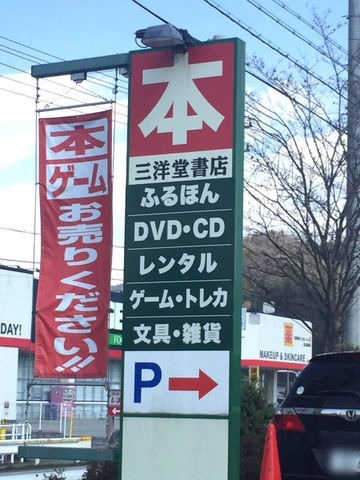 本
三洋堂書店
ふるほん
DVD・CD
レンタル
ゲーム・トレカ
文具・雑貨
P
本
ゲーム
お売りください!!
DAY!
MAKEUP & SKINCARE